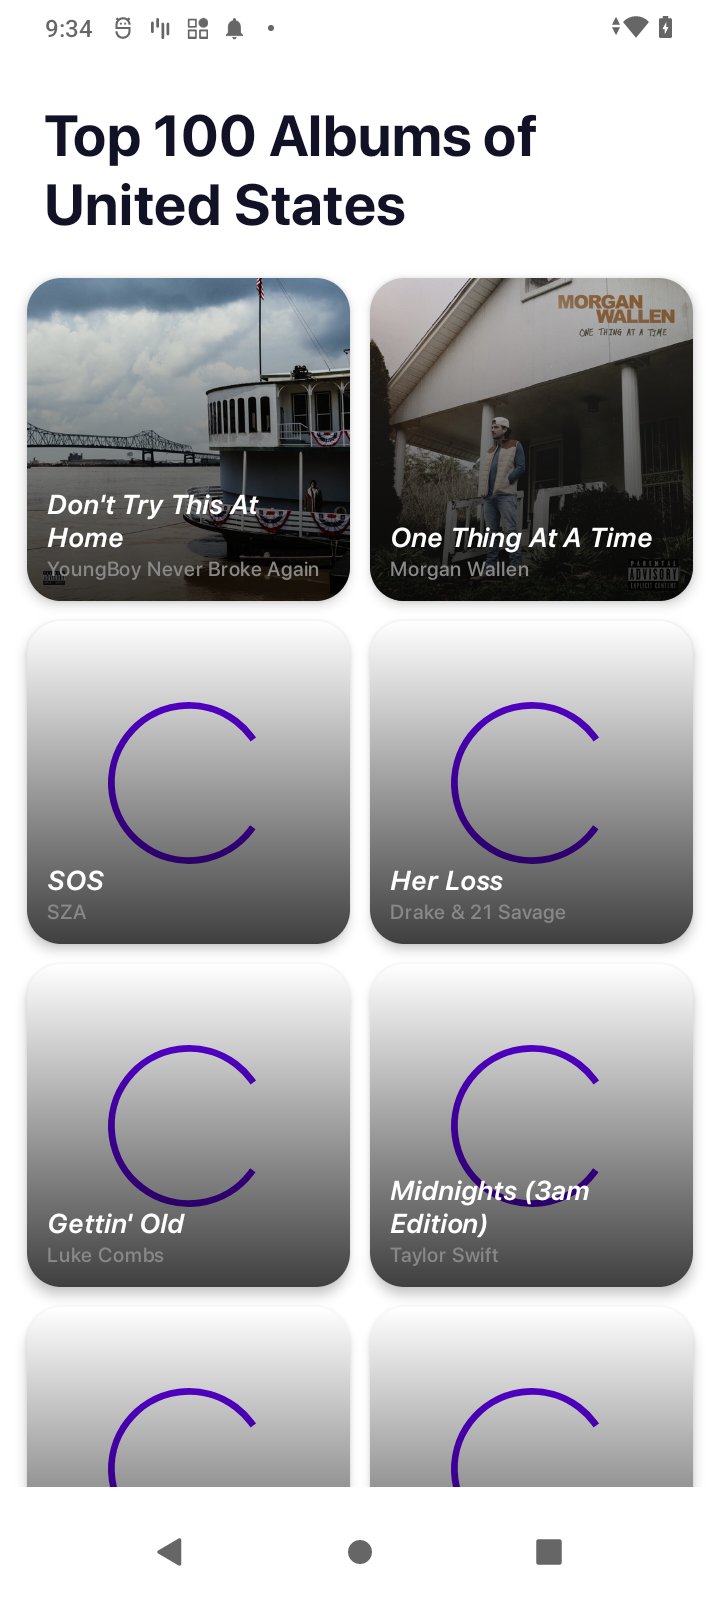 9:34
Top 100 Albums of
United States
Don't Try This At
Home
YoungBoy Never Broke Again
MORGAN
WALLEN
ONE THING AT A TIME
One Thing At A Time
Morgan Wallen
PARENTAL
ADVISORY
EXPLICIT CONTENT
SOS
SZA
Her Loss
Drake & 21 Savage
Gettin' Old
Luke Combs
Midnights (3am
Edition)
Taylor Swift